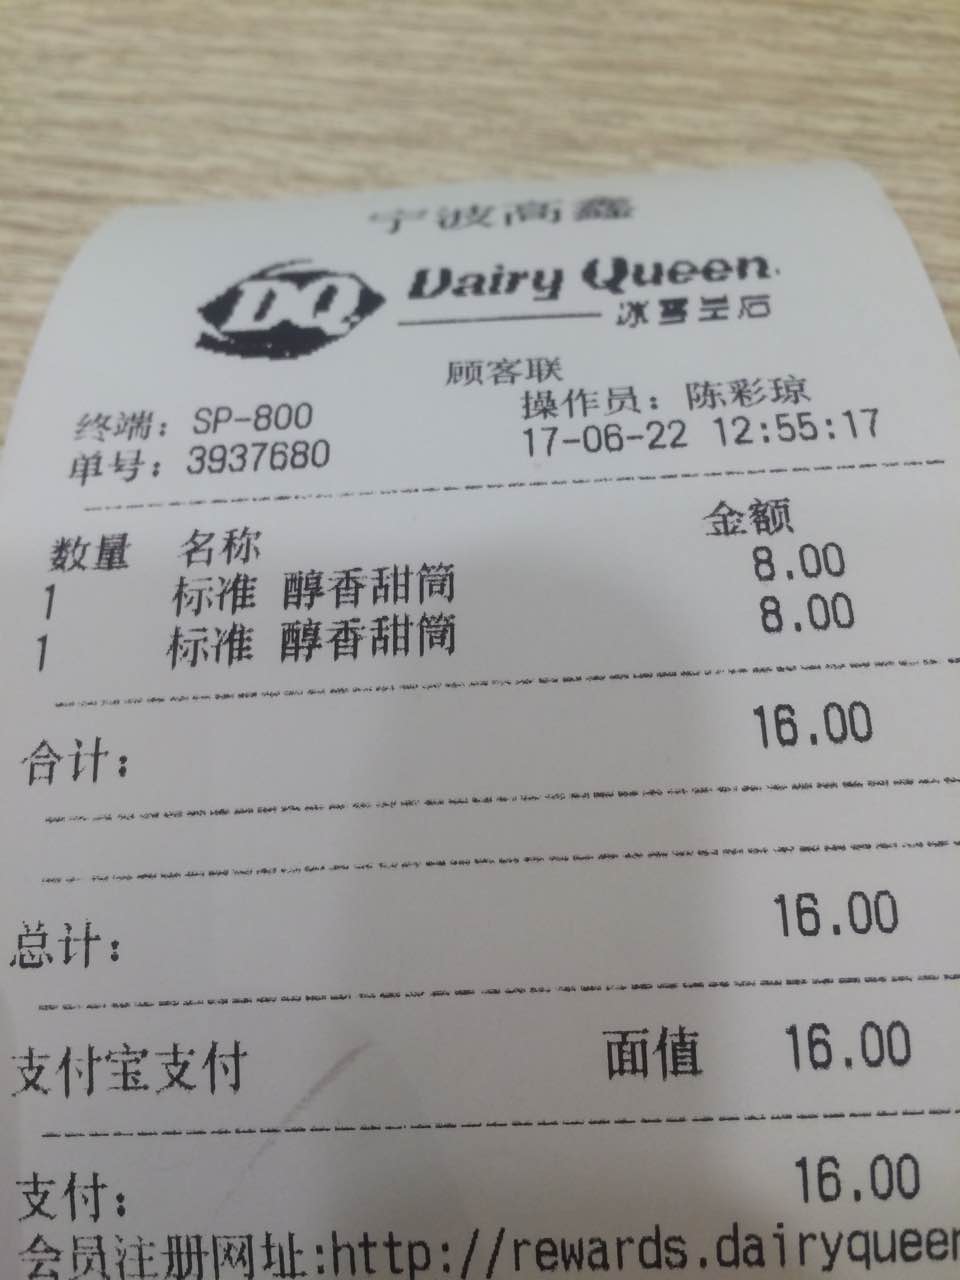 宁波高鑫
DQ Dairy Queen
冰雪皇后
顾客联
终端: SP-800 操作员: 陈彩琼
单号: 3937680 17-06-22 12:55:17
数量 名称 金额
1 标准 醇香甜筒 8.00
1 标准 醇香甜筒 8.00
合计: 16.00
总计: 16.00
支付宝支付 面值 16.00
支付: 16.00
会员注册网址:http://rewards.dairyqueen